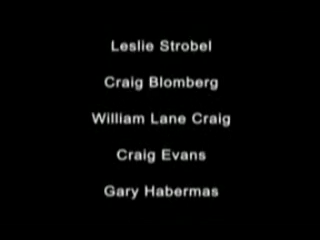 Leslie Strobel
Craig Blomberg
William Lane Craig
Craig Evans
Gary Habermas